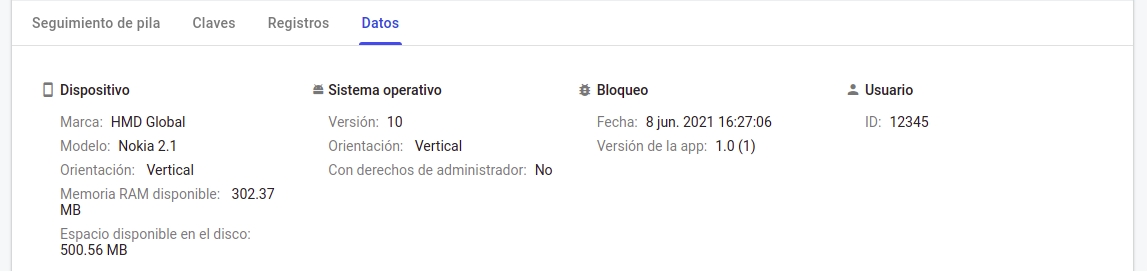 Seguimiento de pila Claves Registros Datos
Dispositivo
Marca: HMD Global
Modelo: Nokia 2.1
Orientación: Vertical
Memoria RAM disponible: 302.37
MB
Espacio disponible en el disco:
500.56 MB
Sistema operativo
Versión: 10
Orientación: Vertical
Con derechos de administrador: No
Bloqueo
Fecha: 8 jun. 2021 16:27:06
Versión de la app: 1.0 (1)
Usuario
ID: 12345